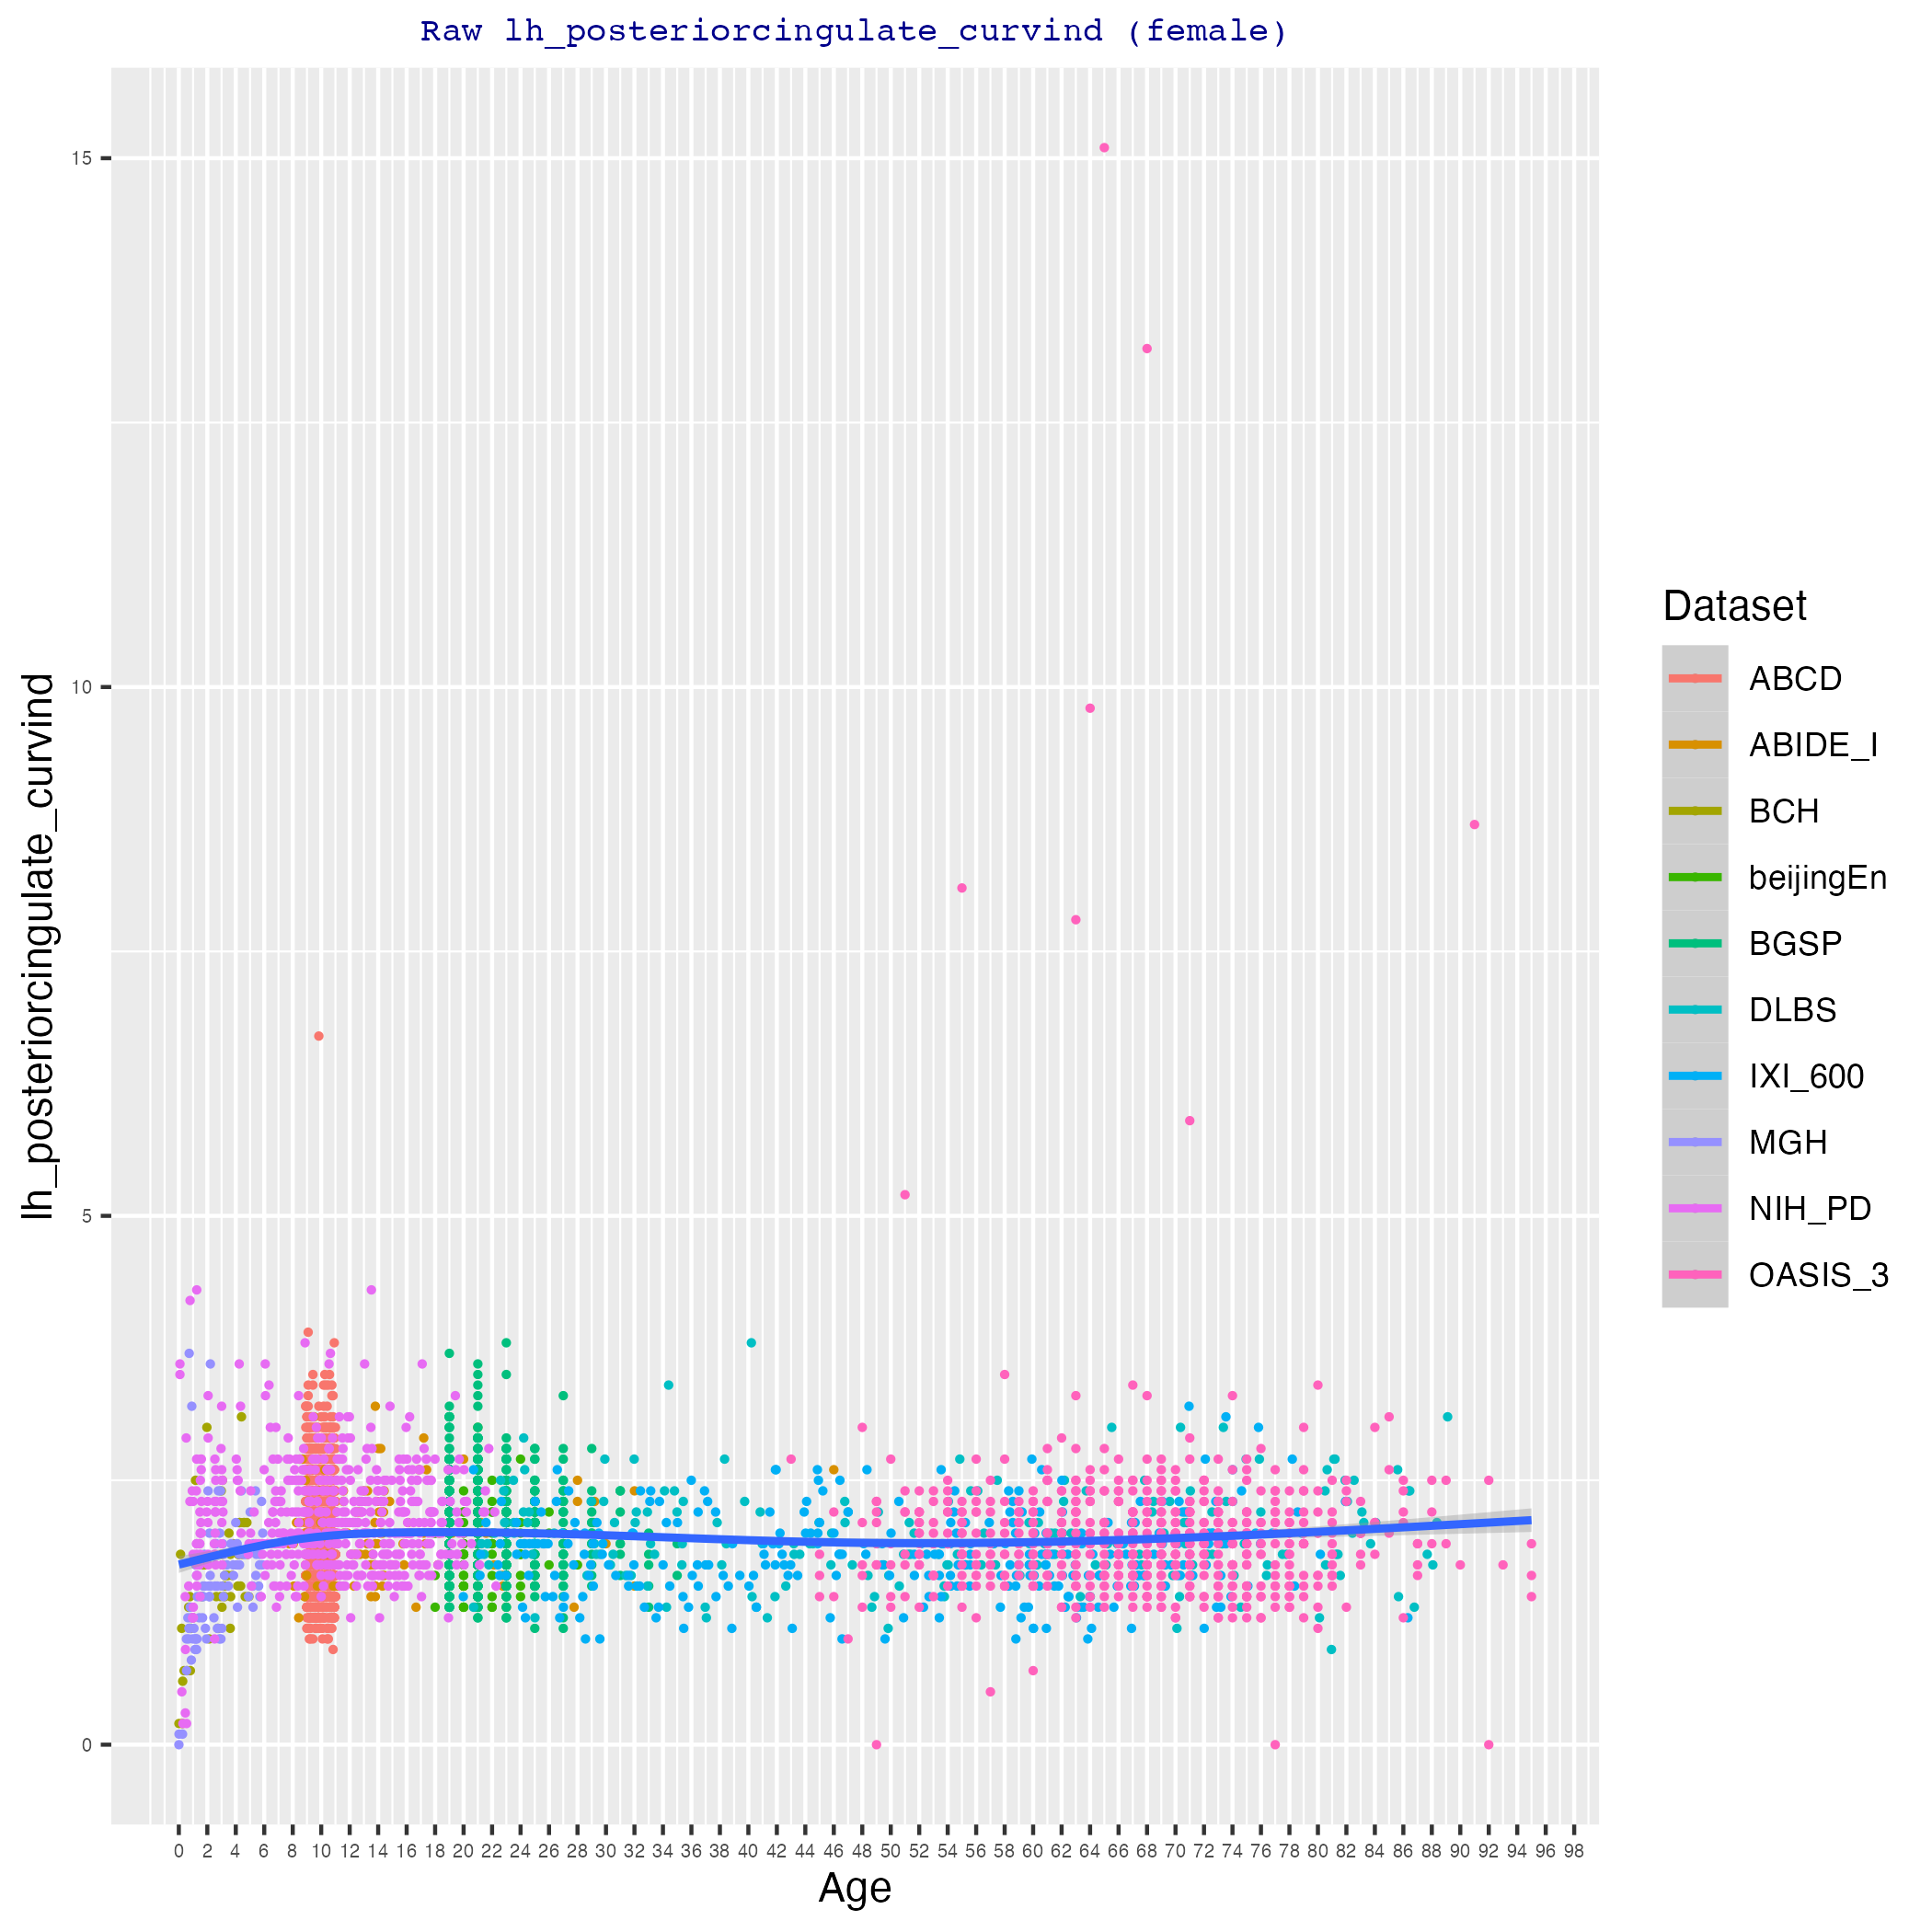 Raw lh_posteriorcingulate_curvind (female)
lh_posteriorcingulate_curvind
15
10
5
0
0 2 4 6 8 10 12 14 16 18 20 22 24 26 28 30 32 34 36 38 40 42 44 46 48 50 52 54 56 58 60 62 64 66 68 70 72 74 76 78 80 82 84 86 88 90 92 94 96 98
Age
Dataset
ABCD
ABIDE_I
BCH
beijingEn
BGSP
DLBS
IXI_600
MGH
NIH_PD
OASIS_3